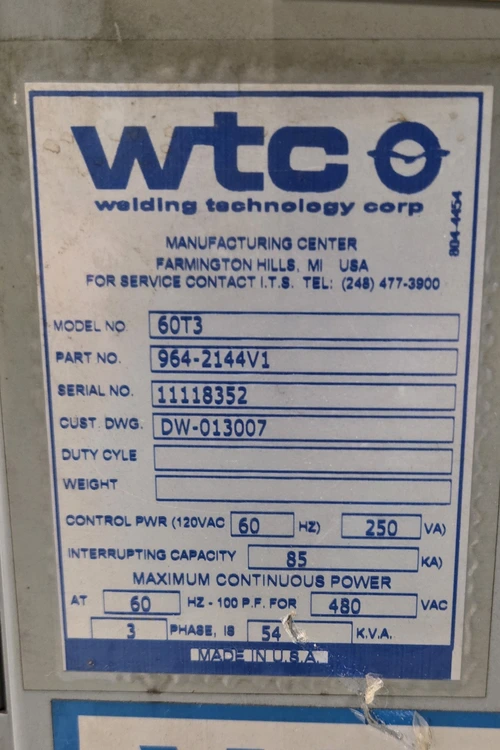 wtc
welding technology corp
804-4454
MANUFACTURING CENTER
FARMINGTON HILLS, MI USA
FOR SERVICE CONTACT I.T.S. TEL: (248) 477-3900
MODEL NO. 60T3
PART NO. 964-2144V1
SERIAL NO. 11118352
CUST. DWG. DW-013007
DUTY CYLE
WEIGHT
CONTROL PWR (120VAC 60 HZ) 250 VA)
INTERRUPTING CAPACITY 85 KA)
MAXIMUM CONTINUOUS POWER
AT 60 HZ - 100 P.F. FOR 480 VAC
3 PHASE, IS 54 K.V.A.
MADE IN U.S.A.